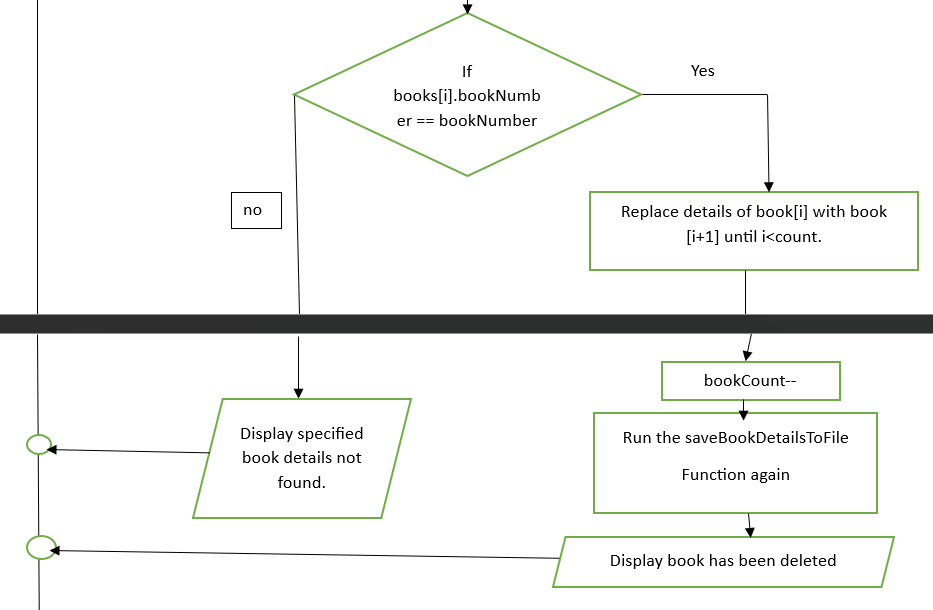 If
books[i].bookNumb
er == bookNumber
Yes
no
Replace details of book[i] with book
[i+1] until i<count.
bookCount--
Display specified
book details not
found.
Run the saveBookDetailsToFile
Function again
Display book has been deleted